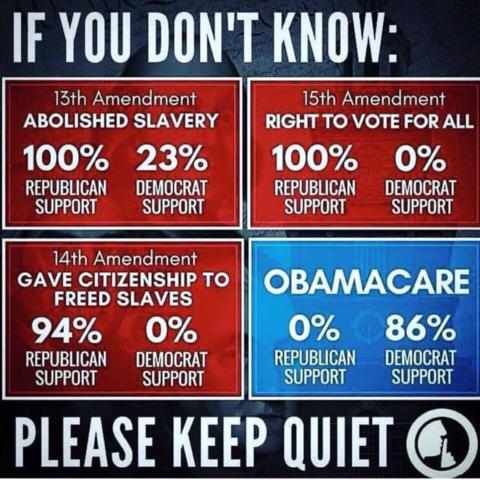 IF YOU DON'T KNOW:
13th Amendment
ABOLISHED SLAVERY
100% 23%
REPUBLICAN SUPPORT DEMOCRAT SUPPORT
15th Amendment
RIGHT TO VOTE FOR ALL
100% 0%
REPUBLICAN SUPPORT DEMOCRAT SUPPORT
14th Amendment
GAVE CITIZENSHIP TO
FREED SLAVES
94% 0%
REPUBLICAN SUPPORT DEMOCRAT SUPPORT
OBAMACARE
0% 86%
REPUBLICAN SUPPORT DEMOCRAT SUPPORT
PLEASE KEEP QUIET